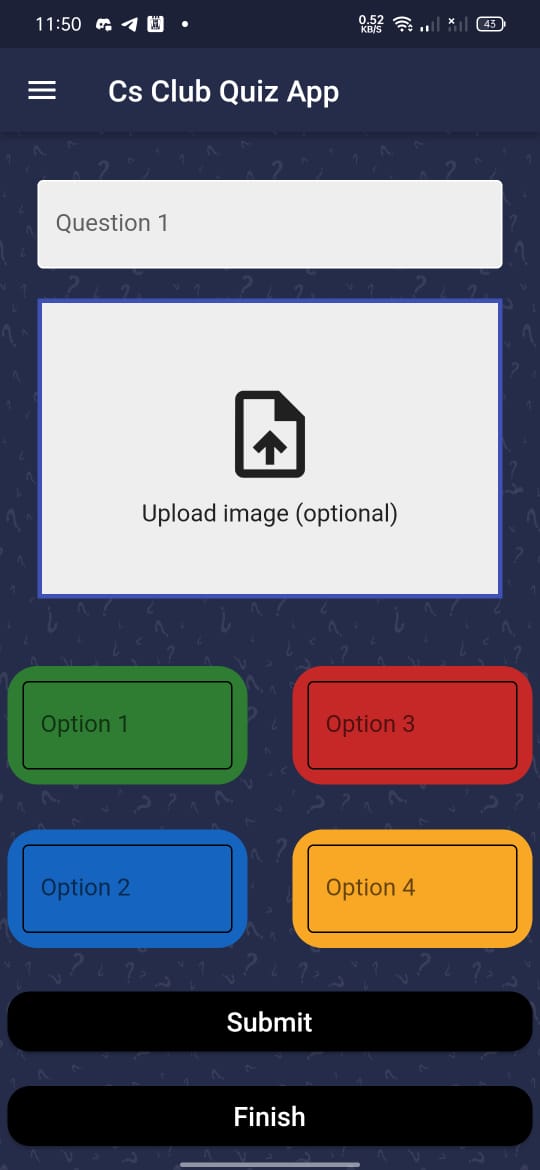 11:50
0.52
KB/S
43
Cs Club Quiz App
Question 1
Upload image (optional)
Option 1
Option 3
Option 2
Option 4
Submit
Finish